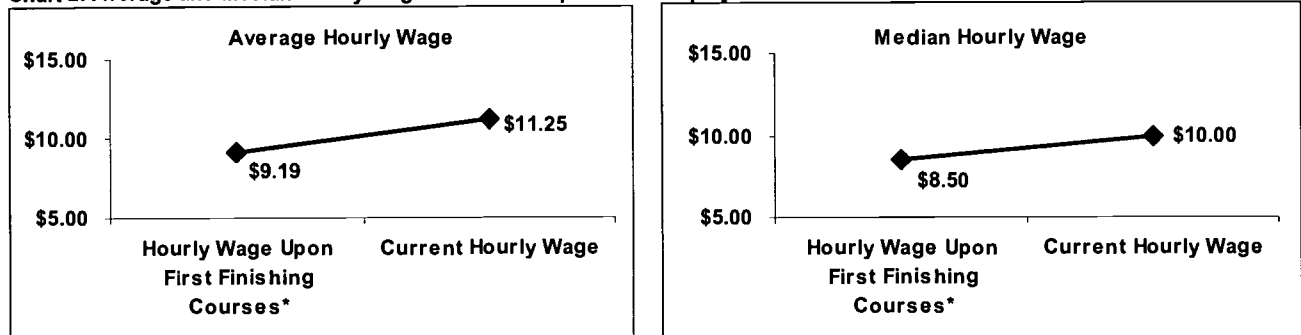 Average Hourly Wage
$15.00
$10.00
$5.00
$9.19
$11.25
Hourly Wage Upon
First Finishing
Courses*
Current Hourly Wage
Median Hourly Wage
$15.00
$10.00
$5.00
$8.50
$10.00
Hourly Wage Upon
First Finishing
Courses*
Current Hourly Wage